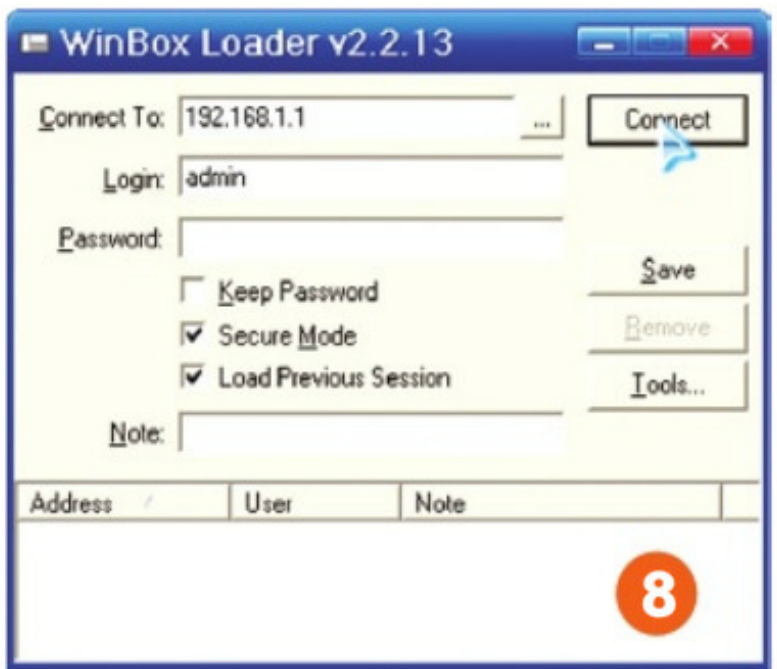 WinBox Loader v2.2.13
Connect To: 192.168.1.1 ... Connect
Login: admin
Password:
Keep Password Save
Secure Mode Remove
Load Previous Session Tools...
Note:
Address User Note
8